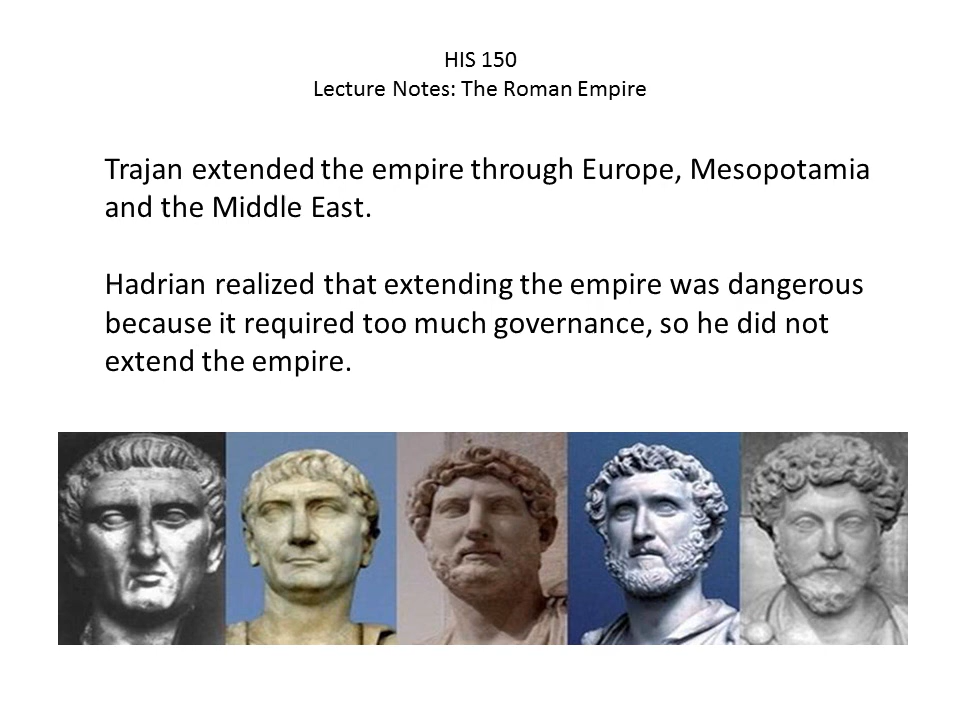 HIS 150
Lecture Notes: The Roman Empire
Trajan extended the empire through Europe, Mesopotamia
and the Middle East.
Hadrian realized that extending the empire was dangerous
because it required too much governance, so he did not
extend the empire.